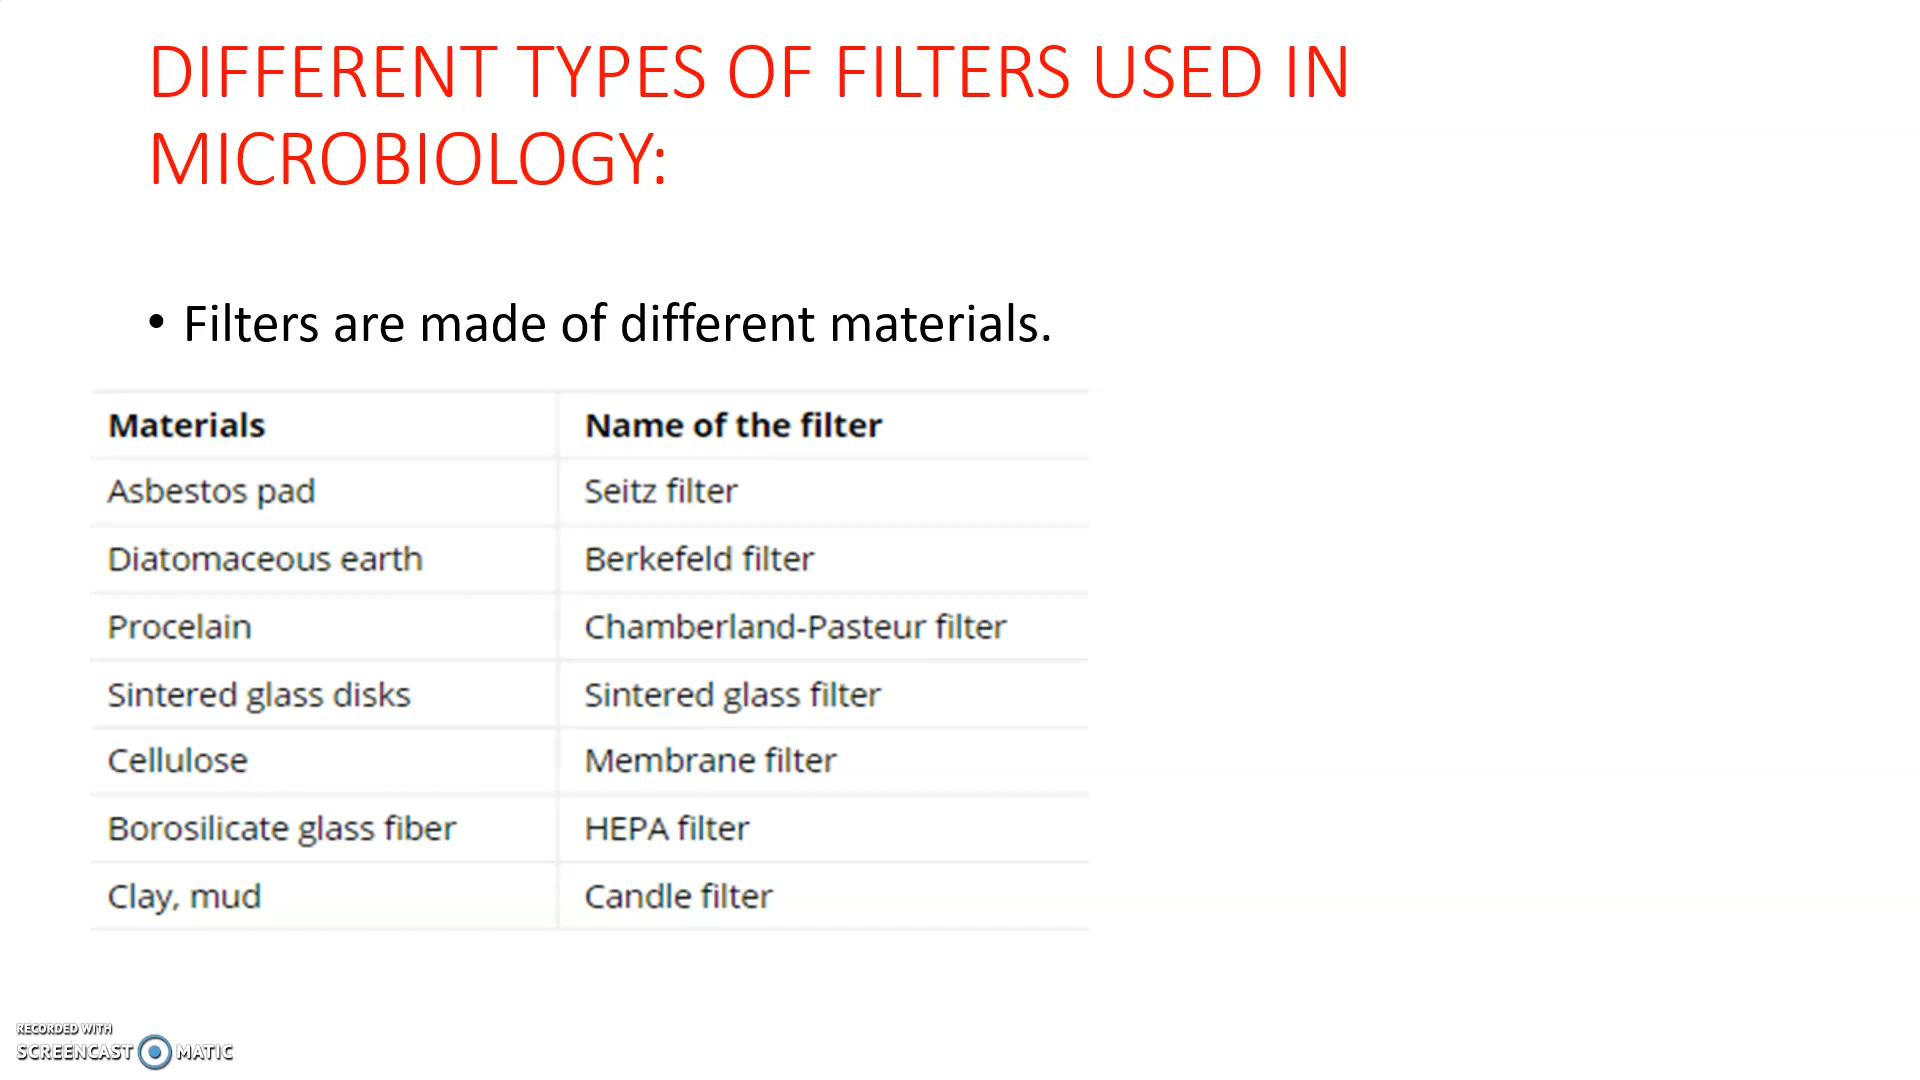 DIFFERENT TYPES OF FILTERS USED IN
MICROBIOLOGY:
• Filters are made of different materials.
Materials Name of the filter
Asbestos pad Seitz filter
Diatomaceous earth Berkefeld filter
Procelain Chamberland-Pasteur filter
Sintered glass disks Sintered glass filter
Cellulose Membrane filter
Borosilicate glass fiber HEPA filter
Clay, mud Candle filter
RECORDED WITH
SCREENCAST MATIC